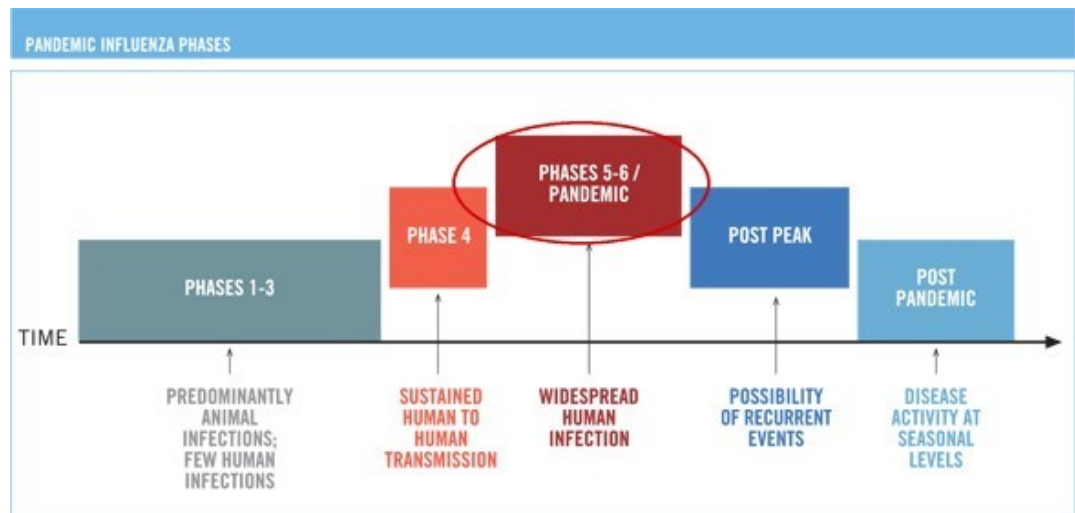 PANDEMIC INFLUENZA PHASES
PHASES 5-6 /
PANDEMIC
PHASE 4
POST PEAK
PHASES 1-3
POST
PANDEMIC
TIME
PREDOMINANTLY
ANIMAL
INFECTIONS;
FEW HUMAN
INFECTIONS
SUSTAINED
HUMAN TO
HUMAN
TRANSMISSION
WIDESPREAD
HUMAN
INFECTION
POSSIBILITY
OF RECURRENT
EVENTS
DISEASE
ACTIVITY AT
SEASONAL
LEVELS